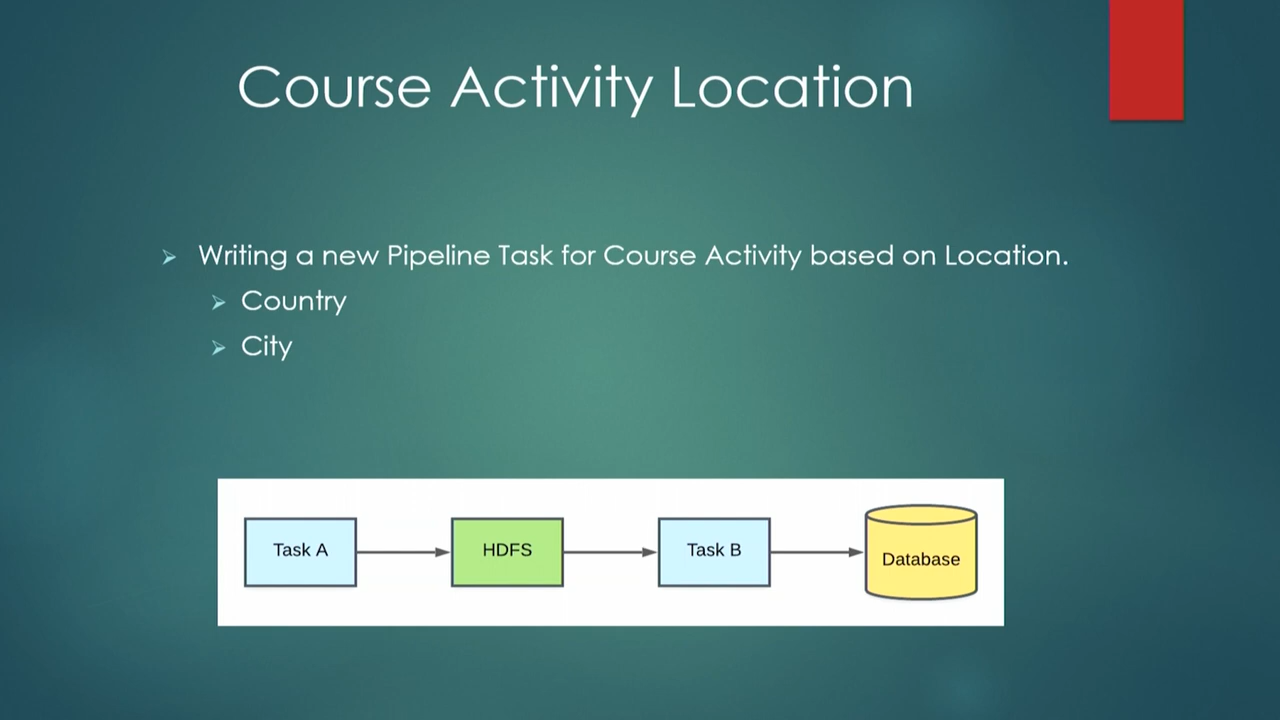 Course Activity Location
Writing a new Pipeline Task for Course Activity based on Location.
Country
City
Task A
HDFS
Task B
Database